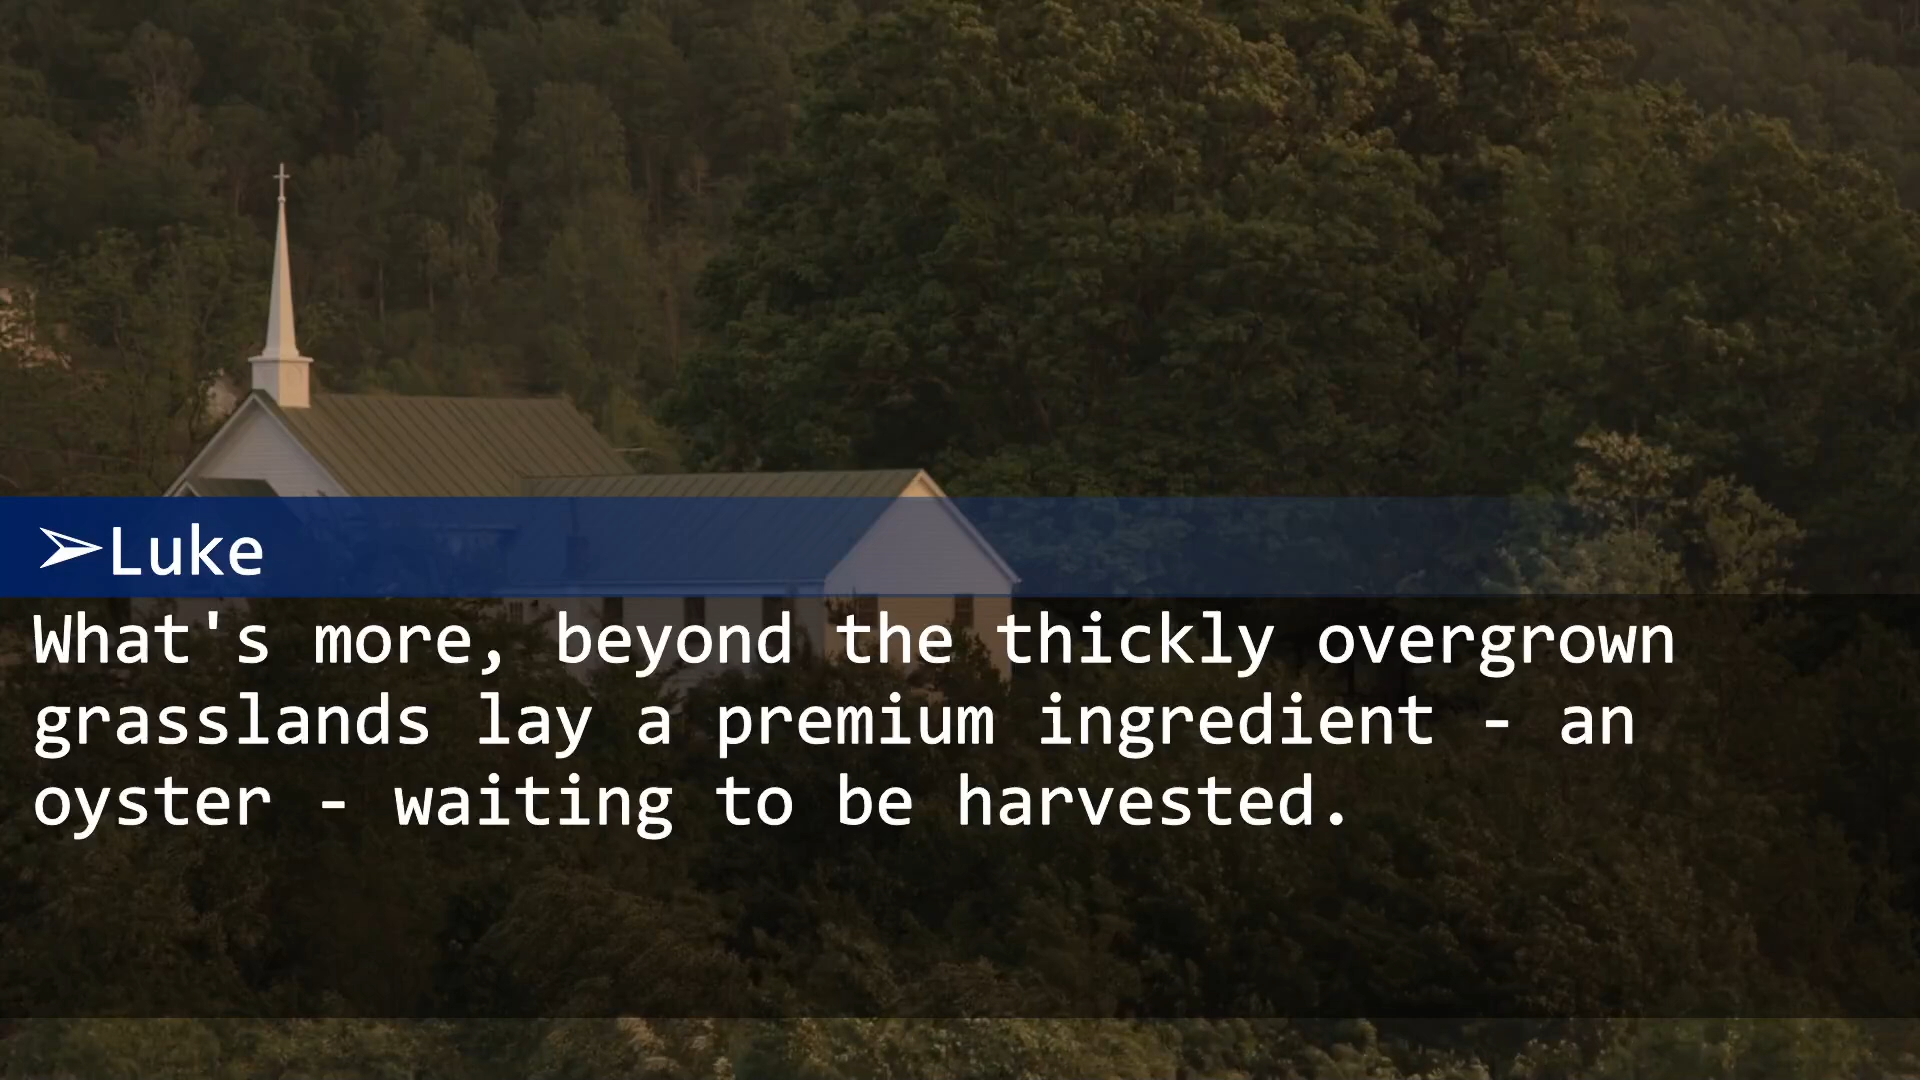 ➢Luke
What's more, beyond the thickly overgrown
grasslands lay a premium ingredient - an
oyster - waiting to be harvested.